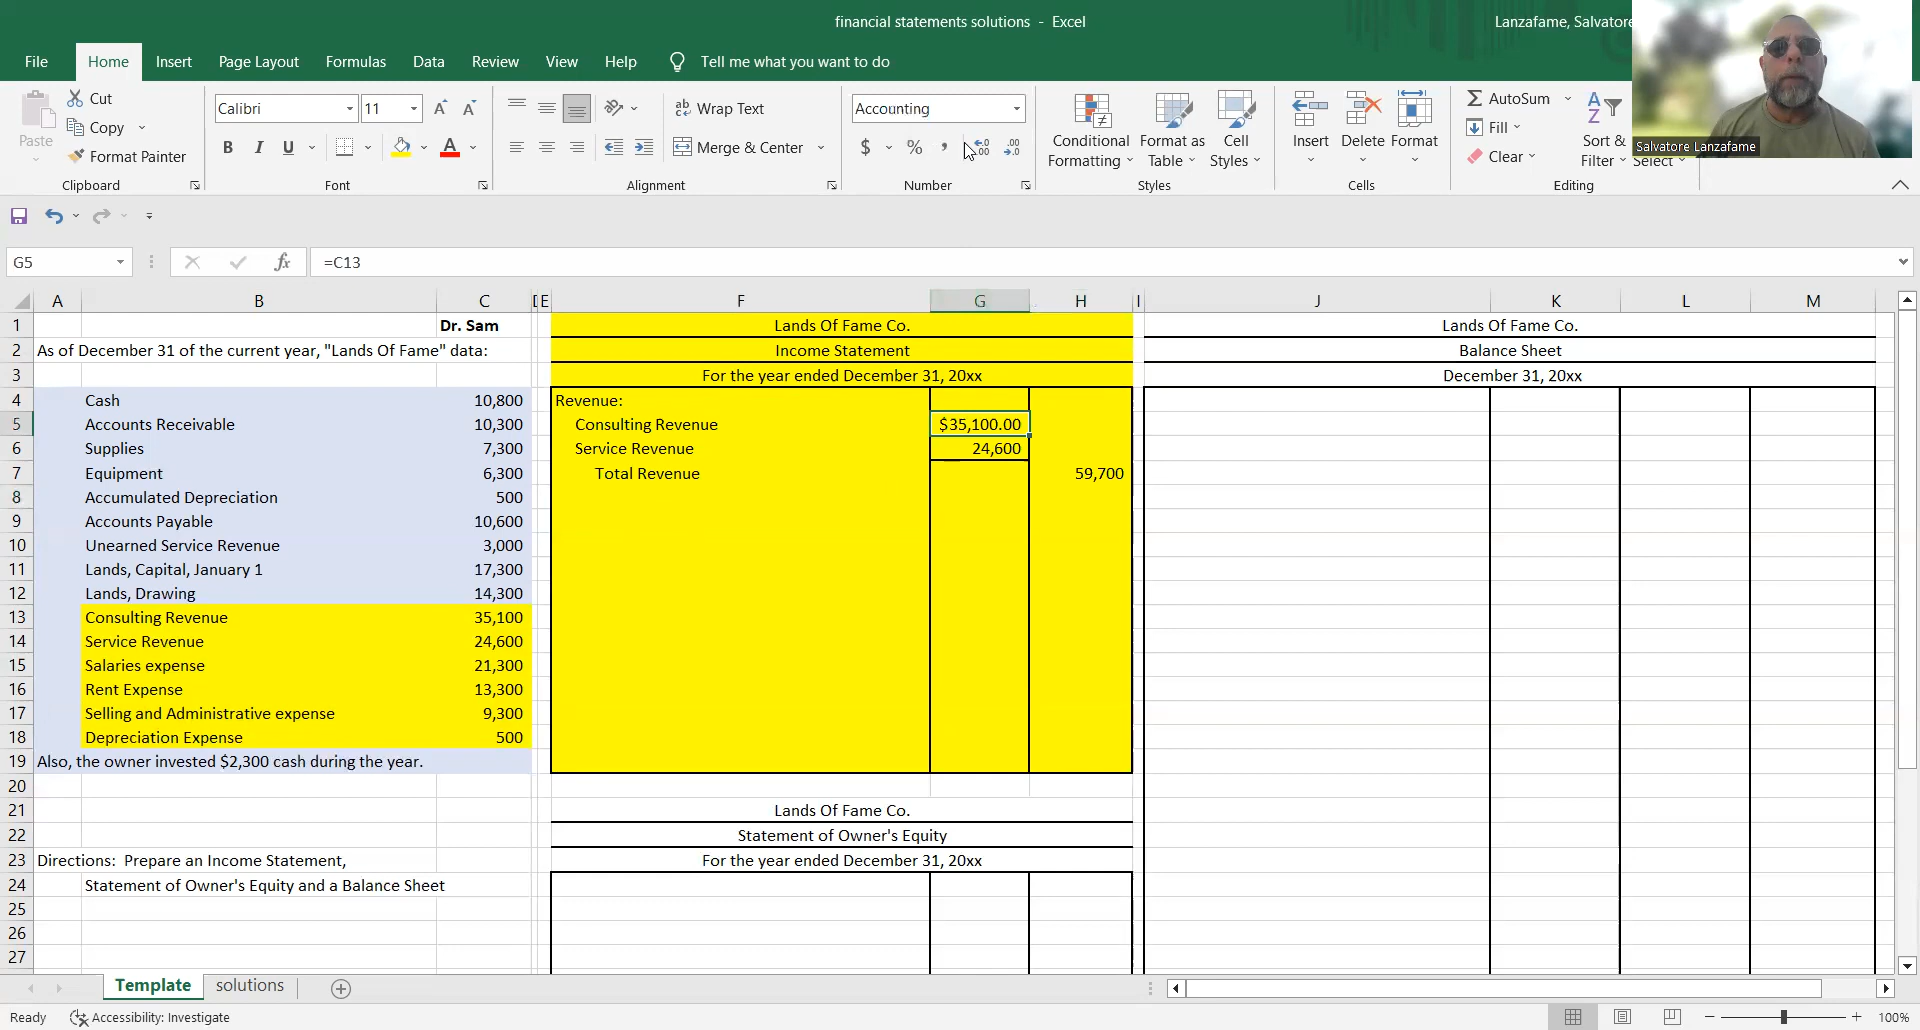 financial statements solutions - Excel
Lanzafame, Salvatore
File Home Insert Page Layout Formulas Data Review View Help Tell me what you want to do
Paste
Cut
Copy
Format Painter
Clipboard
Calibri 11
B I U
Font
Wrap Text
Merge & Center
Alignment
Accounting
$ % ,
Number
Conditional Formatting
Format as Table
Cell Styles
Styles
Insert Delete Format
Cells
AutoSum
Fill
Clear
Sort & Filter
Select
Editing
Salvatore Lanzafame
G5 fx =C13
A B C D E F G H I J K L M
1 Dr. Sam Lands Of Fame Co. Lands Of Fame Co.
2 As of December 31 of the current year, "Lands Of Fame" data: Income Statement Balance Sheet
3 For the year ended December 31, 20xx December 31, 20xx
4 Cash 10,800 Revenue:
5 Accounts Receivable 10,300 Consulting Revenue $35,100.00
6 Supplies 7,300 Service Revenue 24,600
7 Equipment 6,300 Total Revenue 59,700
8 Accumulated Depreciation 500
9 Accounts Payable 10,600
10 Unearned Service Revenue 3,000
11 Lands, Capital, January 1 17,300
12 Lands, Drawing 14,300
13 Consulting Revenue 35,100
14 Service Revenue 24,600
15 Salaries expense 21,300
16 Rent Expense 13,300
17 Selling and Administrative expense 9,300
18 Depreciation Expense 500
19 Also, the owner invested $2,300 cash during the year.
20
21 Lands Of Fame Co.
22 Statement of Owner's Equity
23 Directions: Prepare an Income Statement, For the year ended December 31, 20xx
24 Statement of Owner's Equity and a Balance Sheet
25
26
27
Template solutions
Ready Accessibility: Investigate 100%